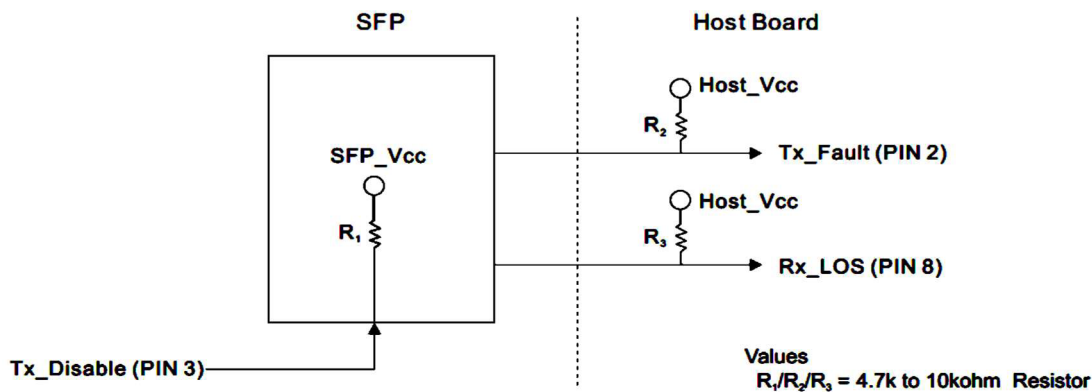 SFP
Host Board
Host_Vcc
R₂
Tx_Fault (PIN 2)
SFP_Vcc
R₁
Host_Vcc
R₃
Rx_LOS (PIN 8)
Tx_Disable (PIN 3)
Values
R₁/R₂/R₃ = 4.7k to 10kohm Resistor